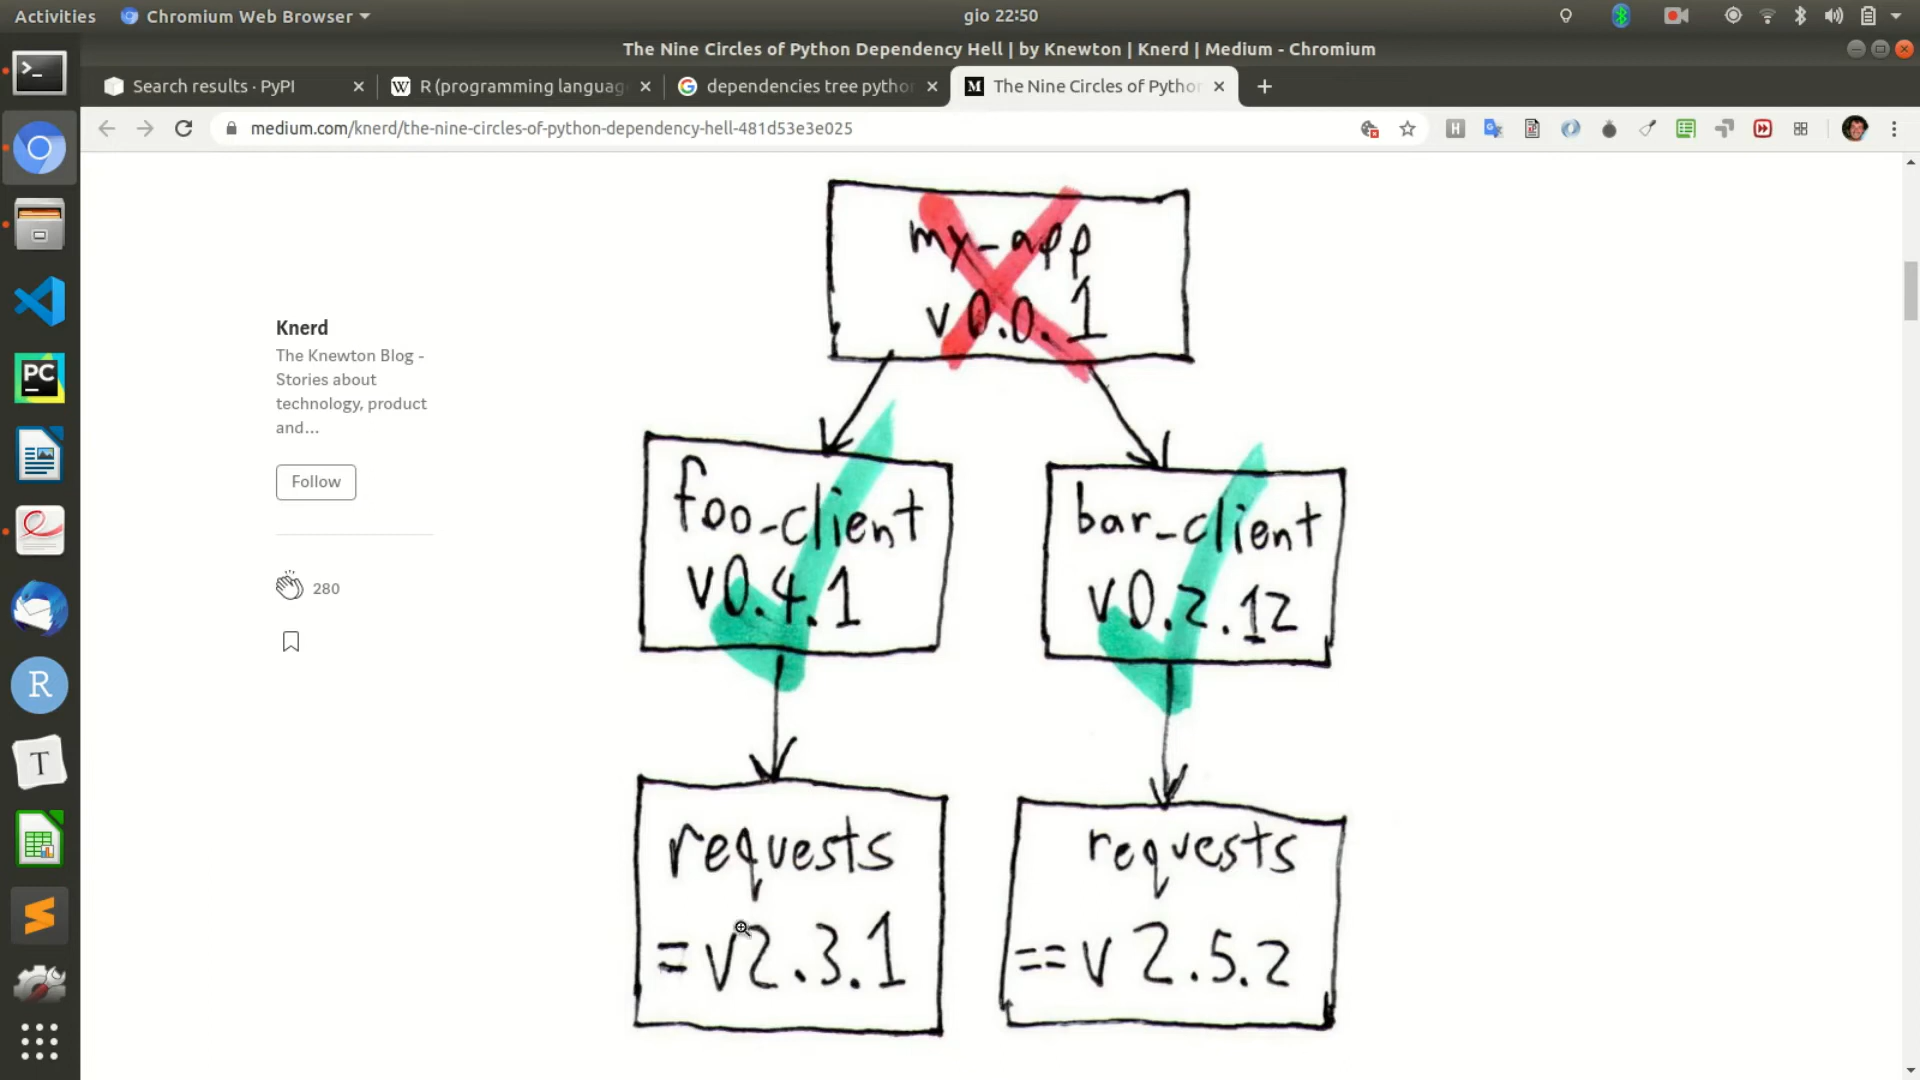 Activities
Chromium Web Browser
gio 22:50
The Nine Circles of Python Dependency Hell | by Knewton | Knerd | Medium - Chromium
Search results · PyPI
R (programming languag
dependencies tree pytho
M
The Nine Circles of Pytho
medium.com/knerd/the-nine-circles-of-python-dependency-hell-481d53e3e025
Knerd
The Knewton Blog -
Stories about
technology, product
and...
Follow
280
my-app
v0.0.1
foo-client
v0.4.1
bar-client
v0.2.12
requests
=v2.3.1
requests
==v2.5.2
PC
R
T